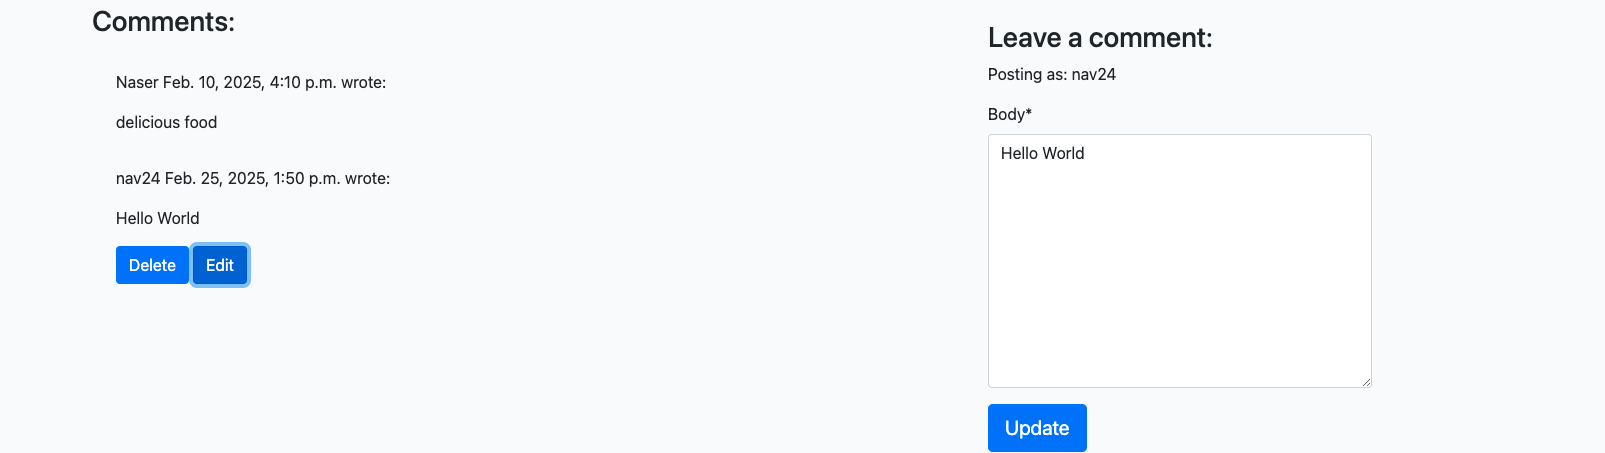 Comments:
Naser Feb. 10, 2025, 4:10 p.m. wrote:
delicious food
nav24 Feb. 25, 2025, 1:50 p.m. wrote:
Hello World
Delete Edit
Leave a comment:
Posting as: nav24
Body*
Hello World
Update